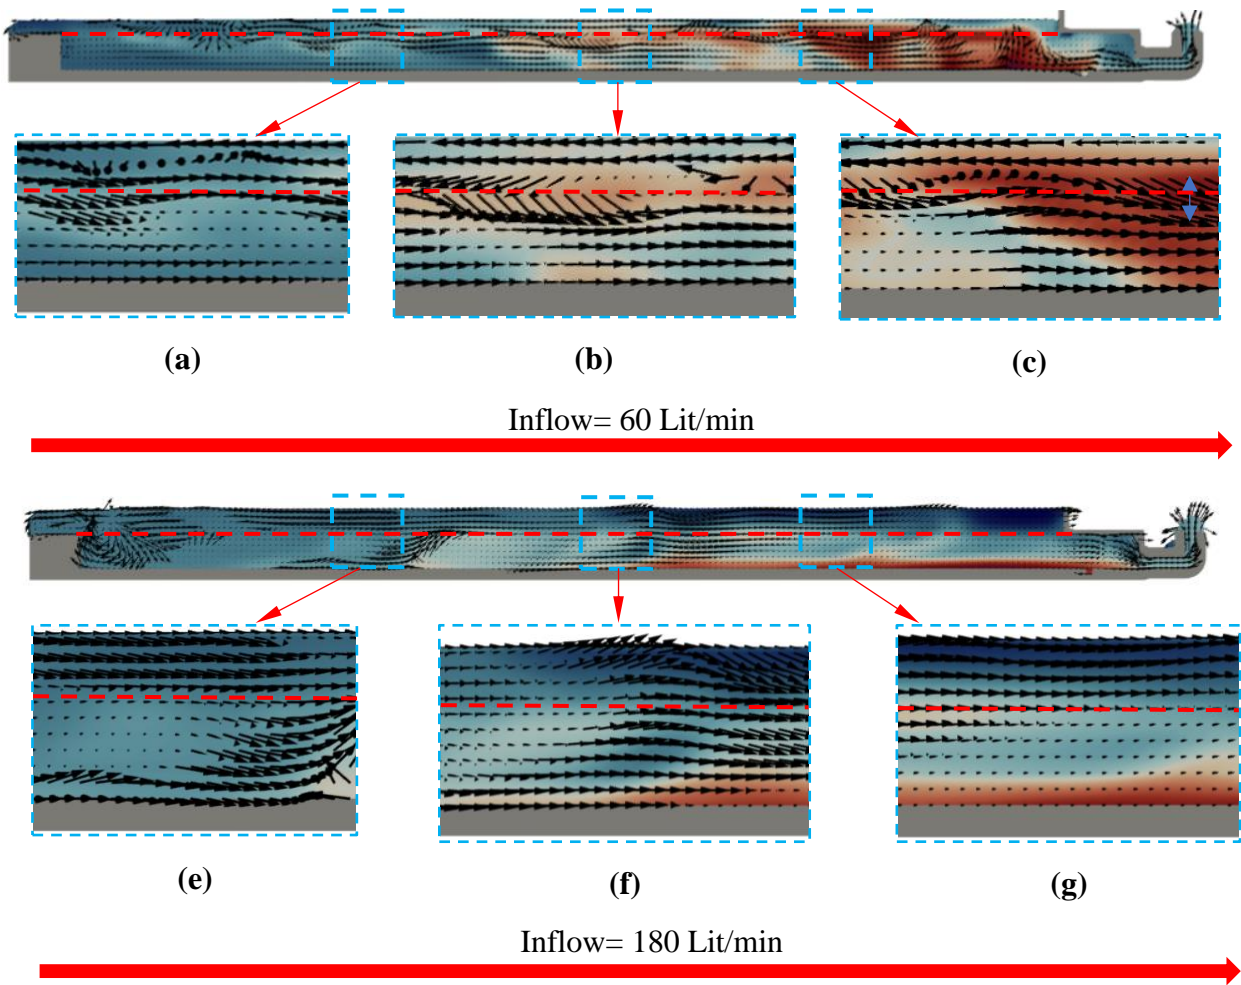 (a)
(b)
(c)
Inflow= 60 Lit/min
(e)
(f)
(g)
Inflow= 180 Lit/min